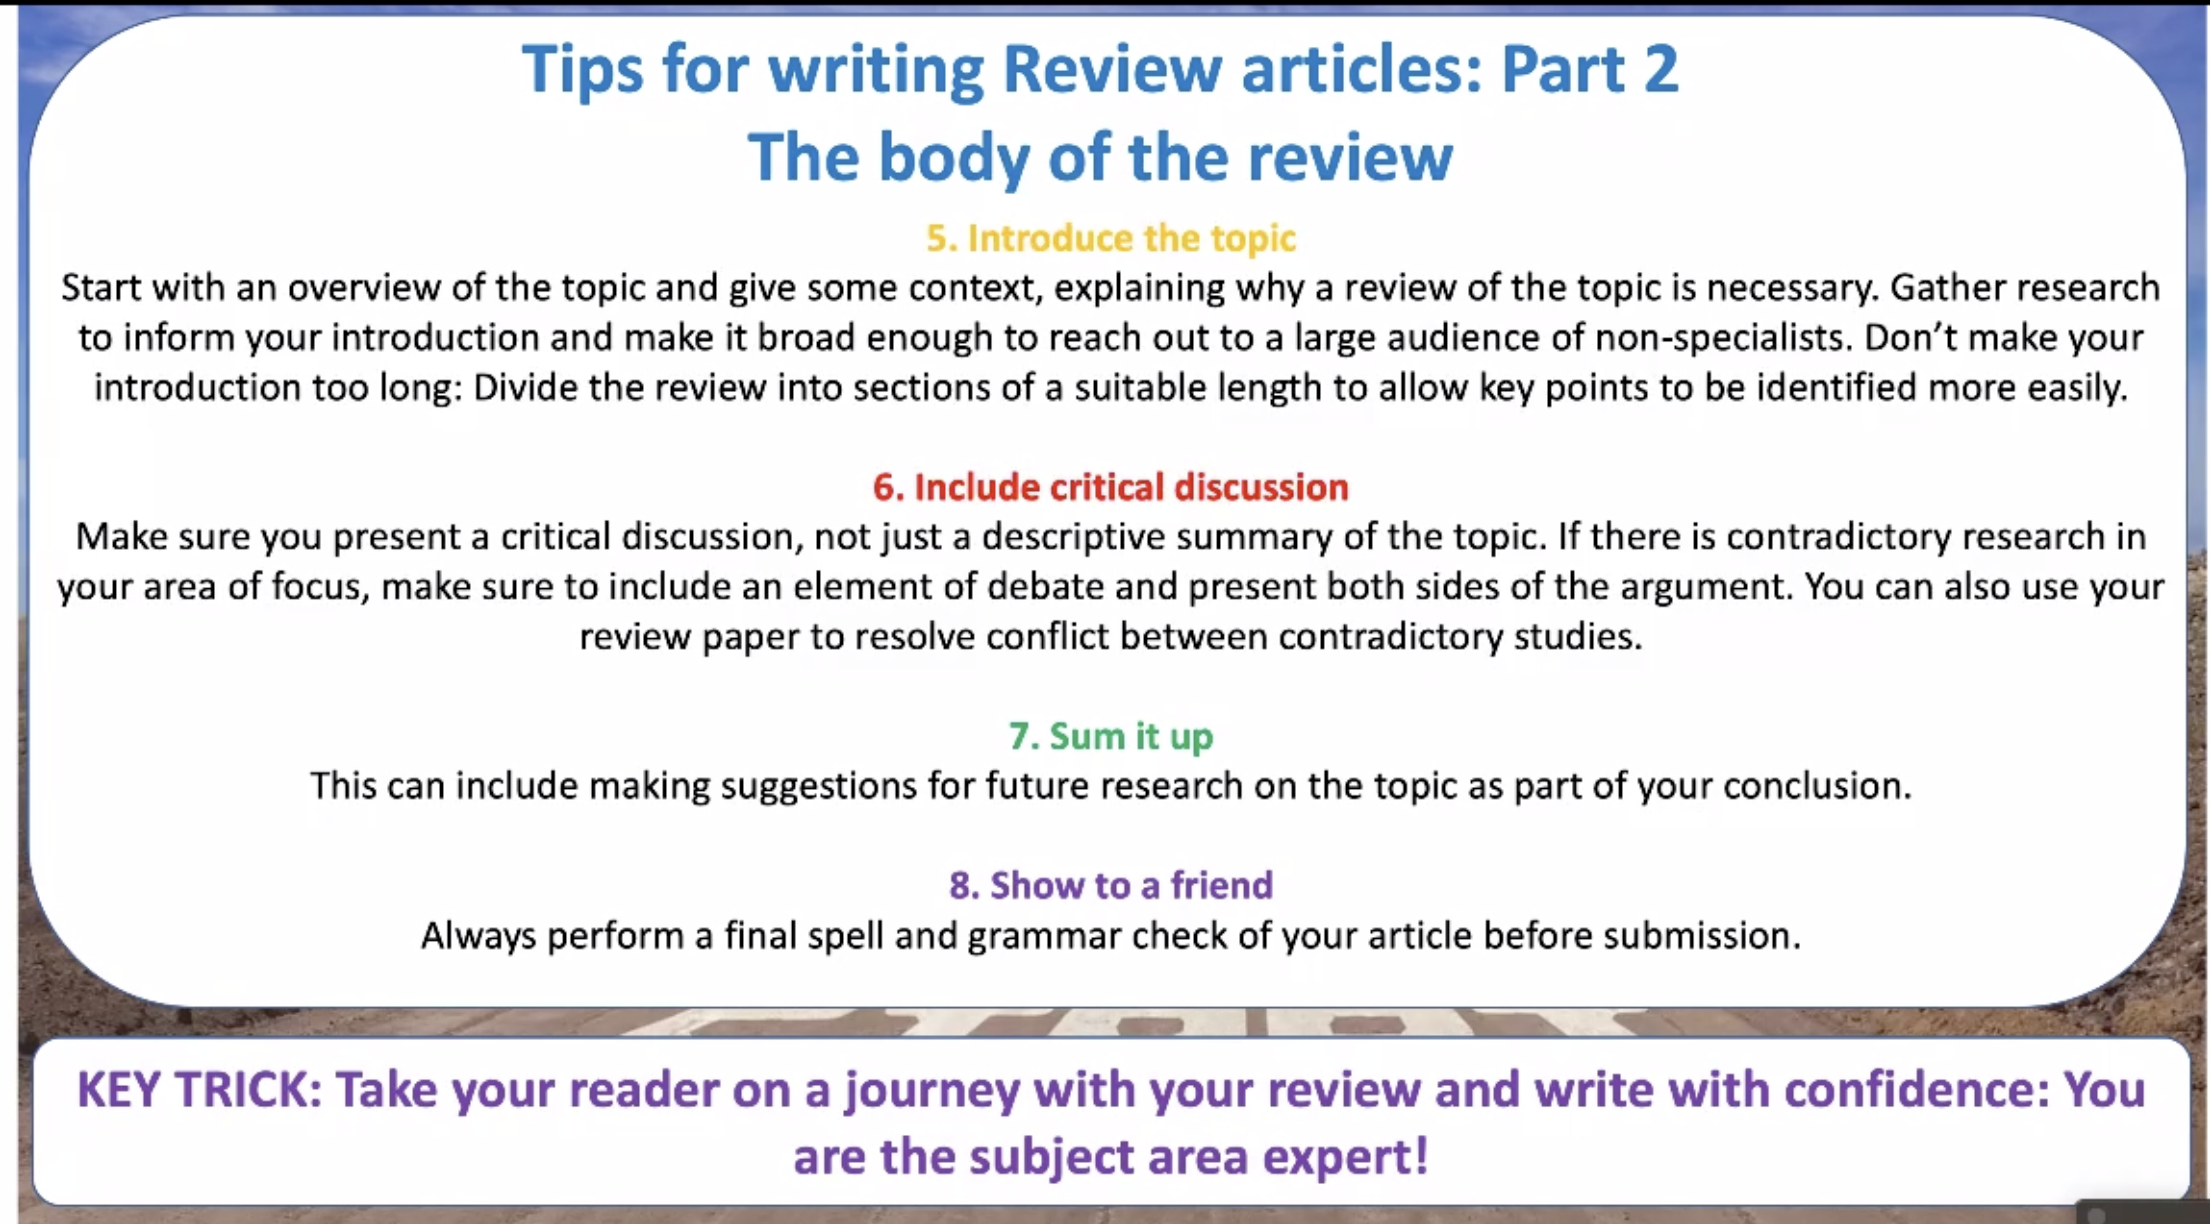 Tips for writing Review articles: Part 2
The body of the review
5. Introduce the topic
Start with an overview of the topic and give some context, explaining why a review of the topic is necessary. Gather research
to inform your introduction and make it broad enough to reach out to a large audience of non-specialists. Don’t make your
introduction too long: Divide the review into sections of a suitable length to allow key points to be identified more easily.
6. Include critical discussion
Make sure you present a critical discussion, not just a descriptive summary of the topic. If there is contradictory research in
your area of focus, make sure to include an element of debate and present both sides of the argument. You can also use your
review paper to resolve conflict between contradictory studies.
7. Sum it up
This can include making suggestions for future research on the topic as part of your conclusion.
8. Show to a friend
Always perform a final spell and grammar check of your article before submission.
KEY TRICK: Take your reader on a journey with your review and write with confidence: You
are the subject area expert!